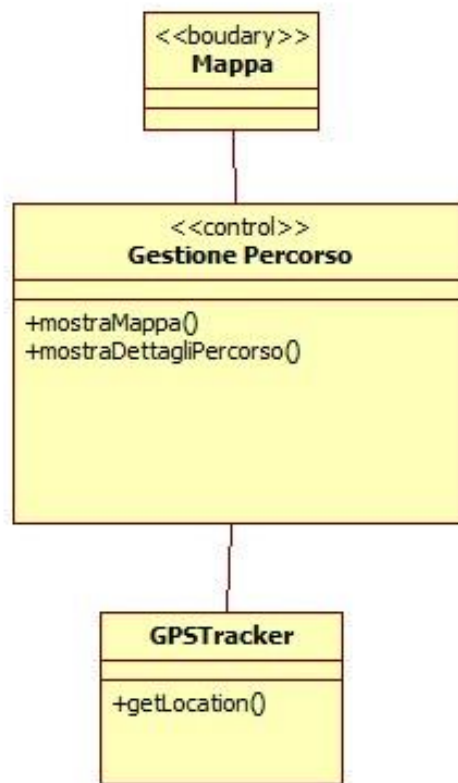 <<boudary>>
Mappa
<<control>>
Gestione Percorso
+mostraMappa()
+mostraDettagliPercorso()
GPSTracker
+getLocation()